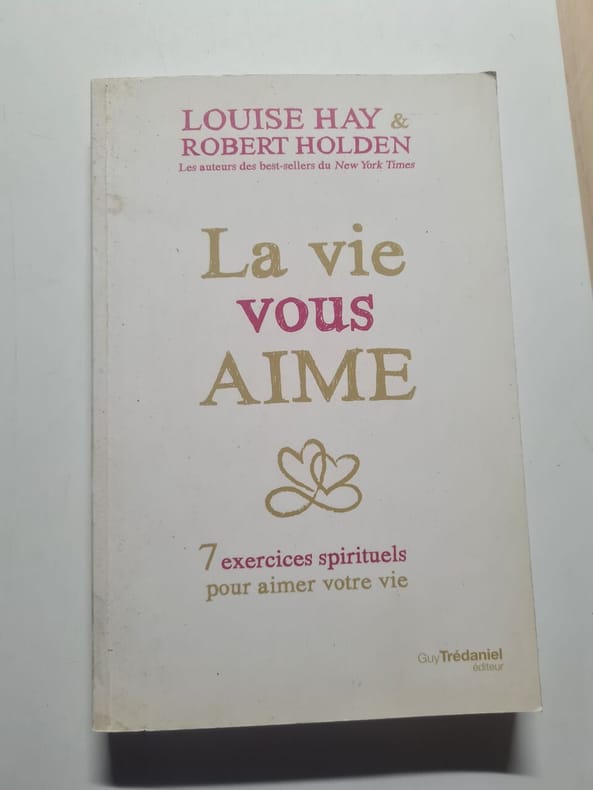 LOUISE HAY &
ROBERT HOLDEN
Les auteurs des best-sellers du New York Times
La vie
vous
AIME
7 exercices spirituels
pour aimer votre vie
Guy Trédaniel
éditeur